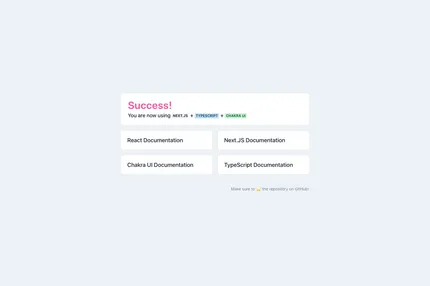 Success!
You are now using NEXT.JS + TYPESCRIPT + CHAKRA UI
React Documentation
Next.JS Documentation
Chakra UI Documentation
TypeScript Documentation
Make sure to ⭐ the repository on GitHub!